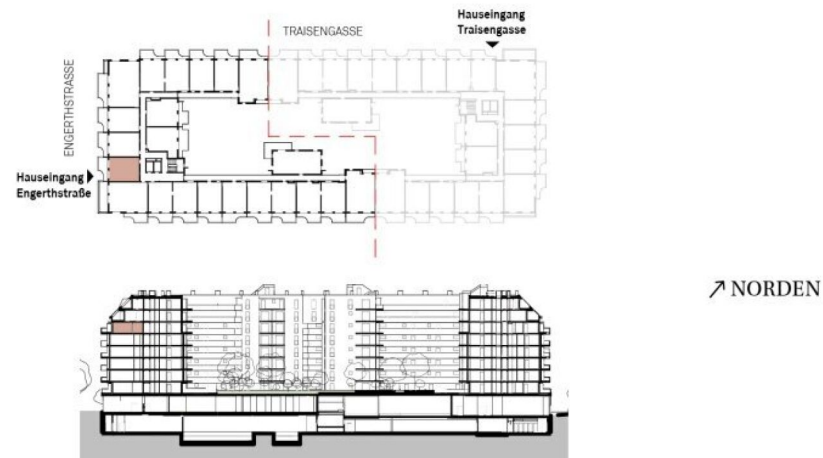 Hauseingang
Traisengasse
TRAISENGASSE
ENGERTHSTRASSE
Hauseingang
Engerthstraße
NORDEN